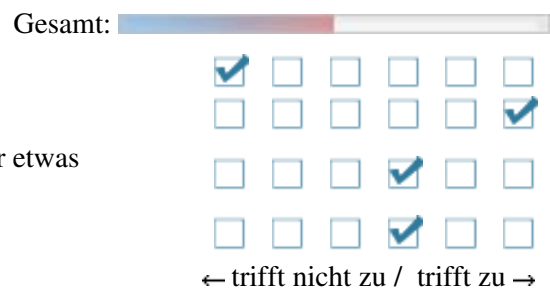 Gesamt:
r etwas
← trifft nicht zu / trifft zu →